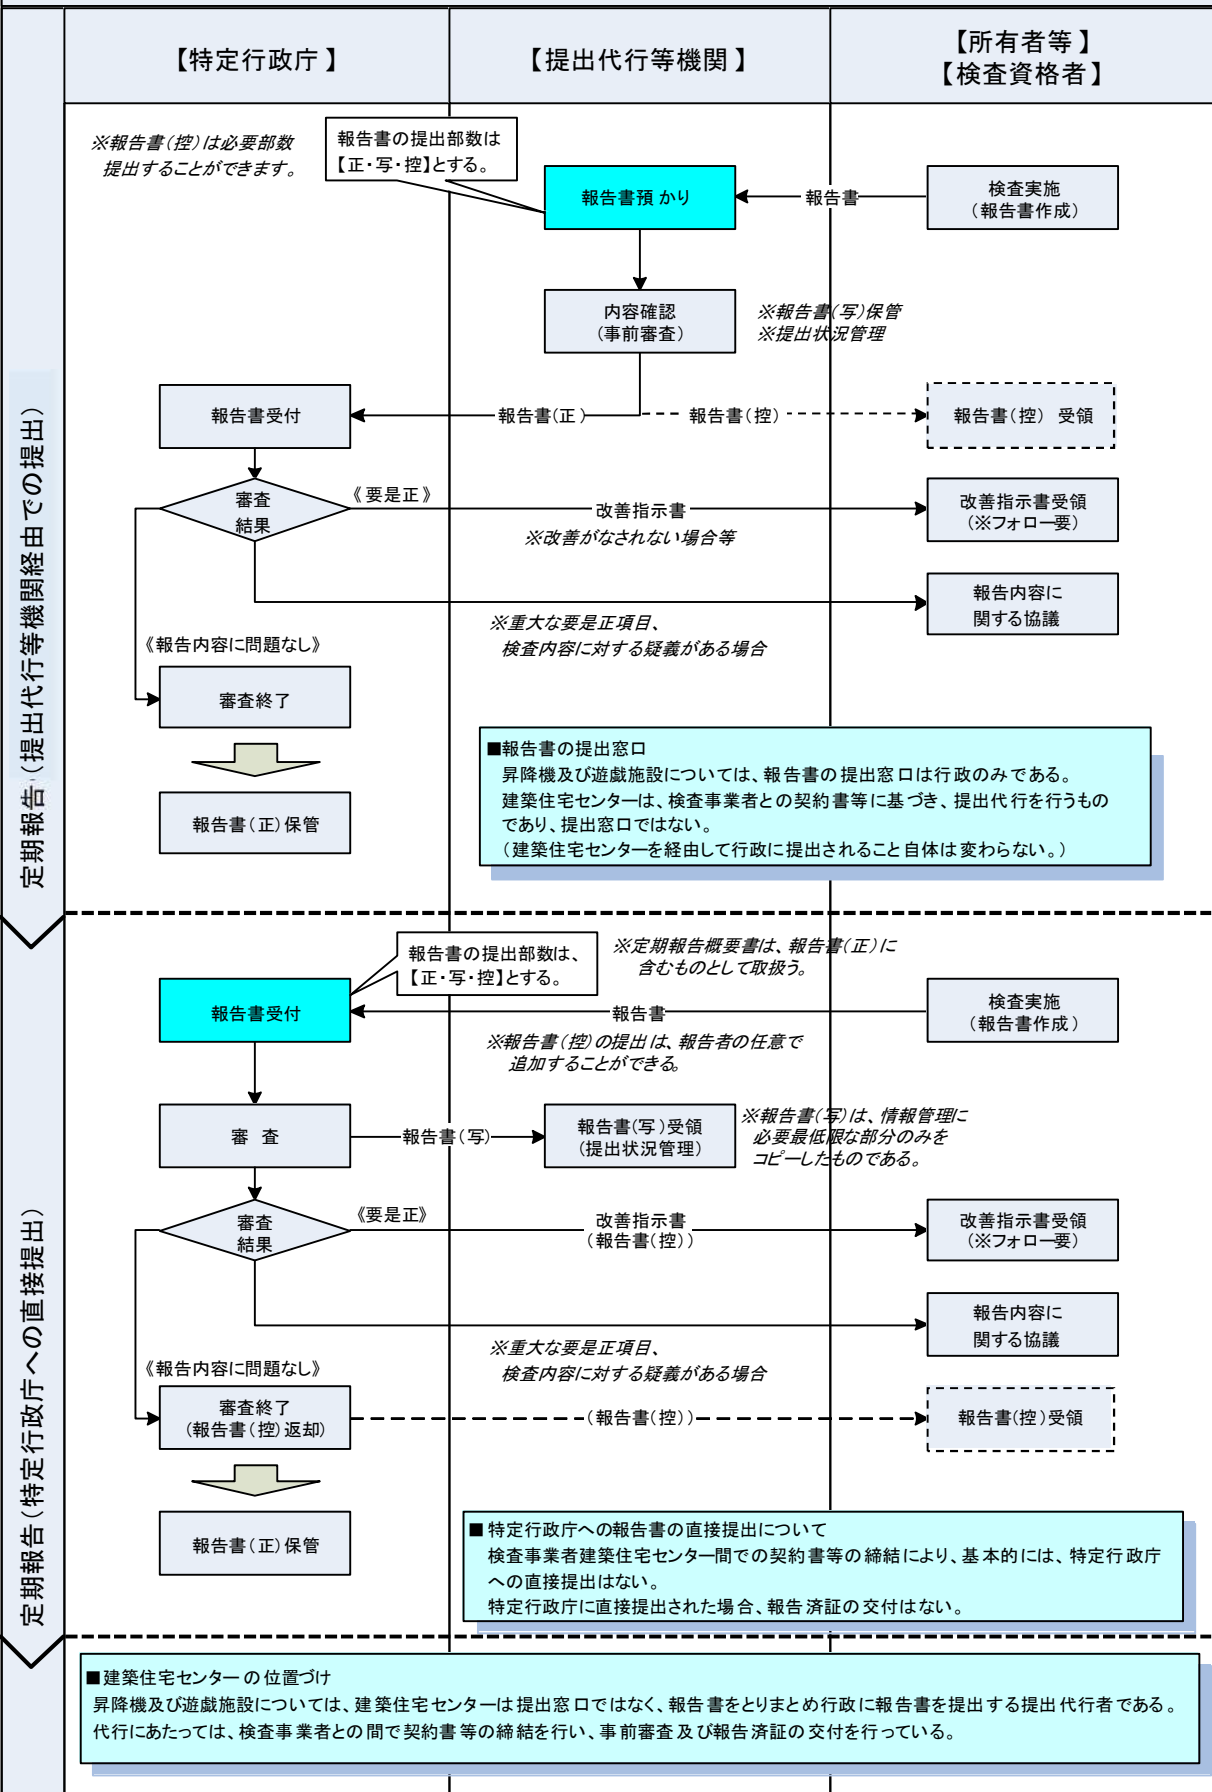 【特定行政庁】
【提出代行等機関】
【所有者等】
【検査資格者】
定期報告(提出代行等機関経由での提出)
※報告書(控)は必要部数
提出することができます。
報告書の提出部数は
【正・写・控】とする。
報告書預かり
報告書
検査実施
(報告書作成)
内容確認
(事前審査)
※報告書(写)保管
※提出状況管理
報告書受付
報告書(正)
報告書(控)
報告書(控) 受領
審査
結果
《要是正》
改善指示書
※改善がなされない場合等
改善指示書受領
(※フォロー要)
報告内容に
関する協議
※重大な要是正項目、
検査内容に対する疑義がある場合
《報告内容に問題なし》
審査終了
報告書(正)保管
■報告書の提出窓口
昇降機及び遊戯施設については、報告書の提出窓口は行政のみである。
建築住宅センターは、検査事業者との契約書等に基づき、提出代行を行うもの
であり、提出窓口ではない。
(建築住宅センターを経由して行政に提出されること自体は変わらない。)
定期報告(特定行政庁への直接提出)
報告書の提出部数は、
【正・写・控】とする。
※定期報告概要書は、報告書(正)に
含むものとして取扱う。
報告書受付
報告書
検査実施
(報告書作成)
※報告書(控)の提出は、報告者の任意で
追加することができる。
審 査
報告書(写)
報告書(写)受領
(提出状況管理)
※報告書(写)は、情報管理に
必要最低限な部分のみを
コピーしたものである。
審査
結果
《要是正》
改善指示書
(報告書(控))
改善指示書受領
(※フォロー要)
報告内容に
関する協議
※重大な要是正項目、
検査内容に対する疑義がある場合
《報告内容に問題なし》
審査終了
(報告書(控)返却)
(報告書(控))
報告書(控)受領
報告書(正)保管
■ 特定行政庁への報告書の直接提出について
検査事業者建築住宅センター間での契約書等の締結により、基本的には、特定行政庁
への直接提出はない。
特定行政庁に直接提出された場合、報告済証の交付はない。
■建築住宅センターの位置づけ
昇降機及び遊戯施設については、建築住宅センターは提出窓口ではなく、報告書をとりまとめ行政に報告書を提出する提出代行者である。
代行にあたっては、検査事業者との間で契約書等の締結を行い、事前審査及び報告済証の交付を行っている。